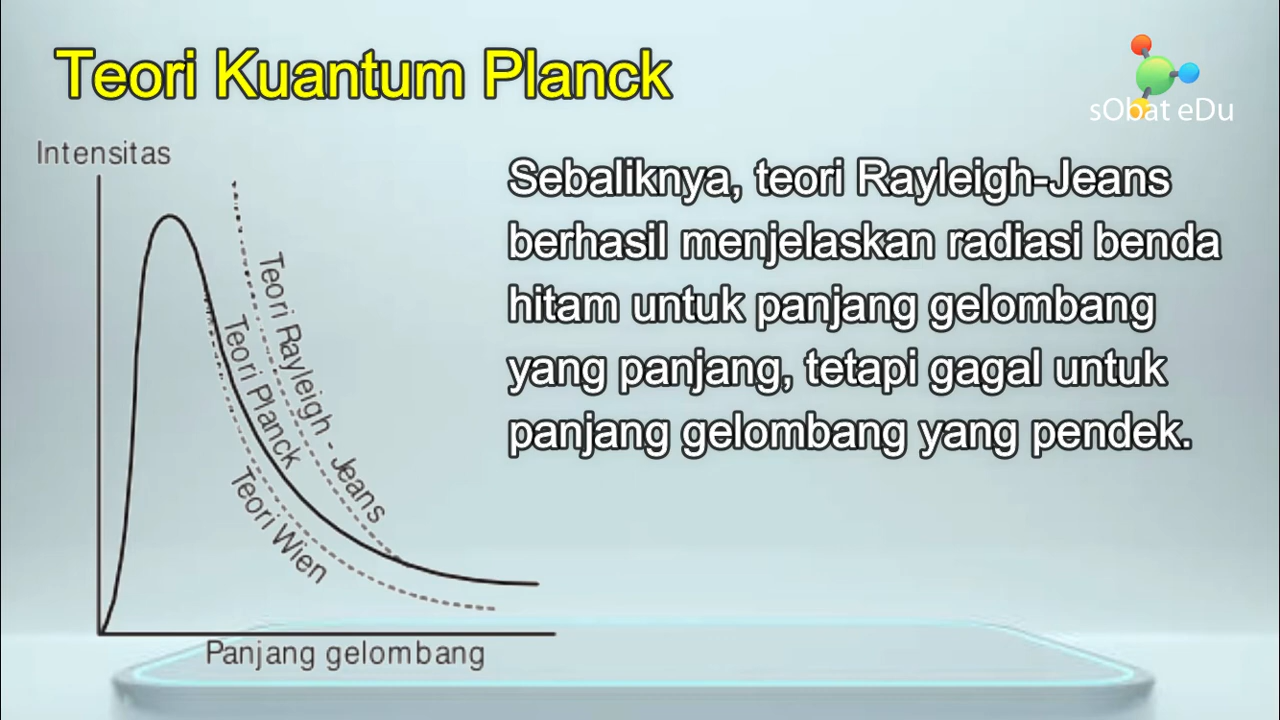 Teori Kuantum Planck
sObat eDu
Intensitas
Sebaliknya, teori Rayleigh-Jeans
berhasil menjelaskan radiasi benda
hitam untuk panjang gelombang
yang panjang, tetapi gagal untuk
panjang gelombang yang pendek.
Teori Rayleigh - Jeans
Teori Planck
Teori Wien
Panjang gelombang